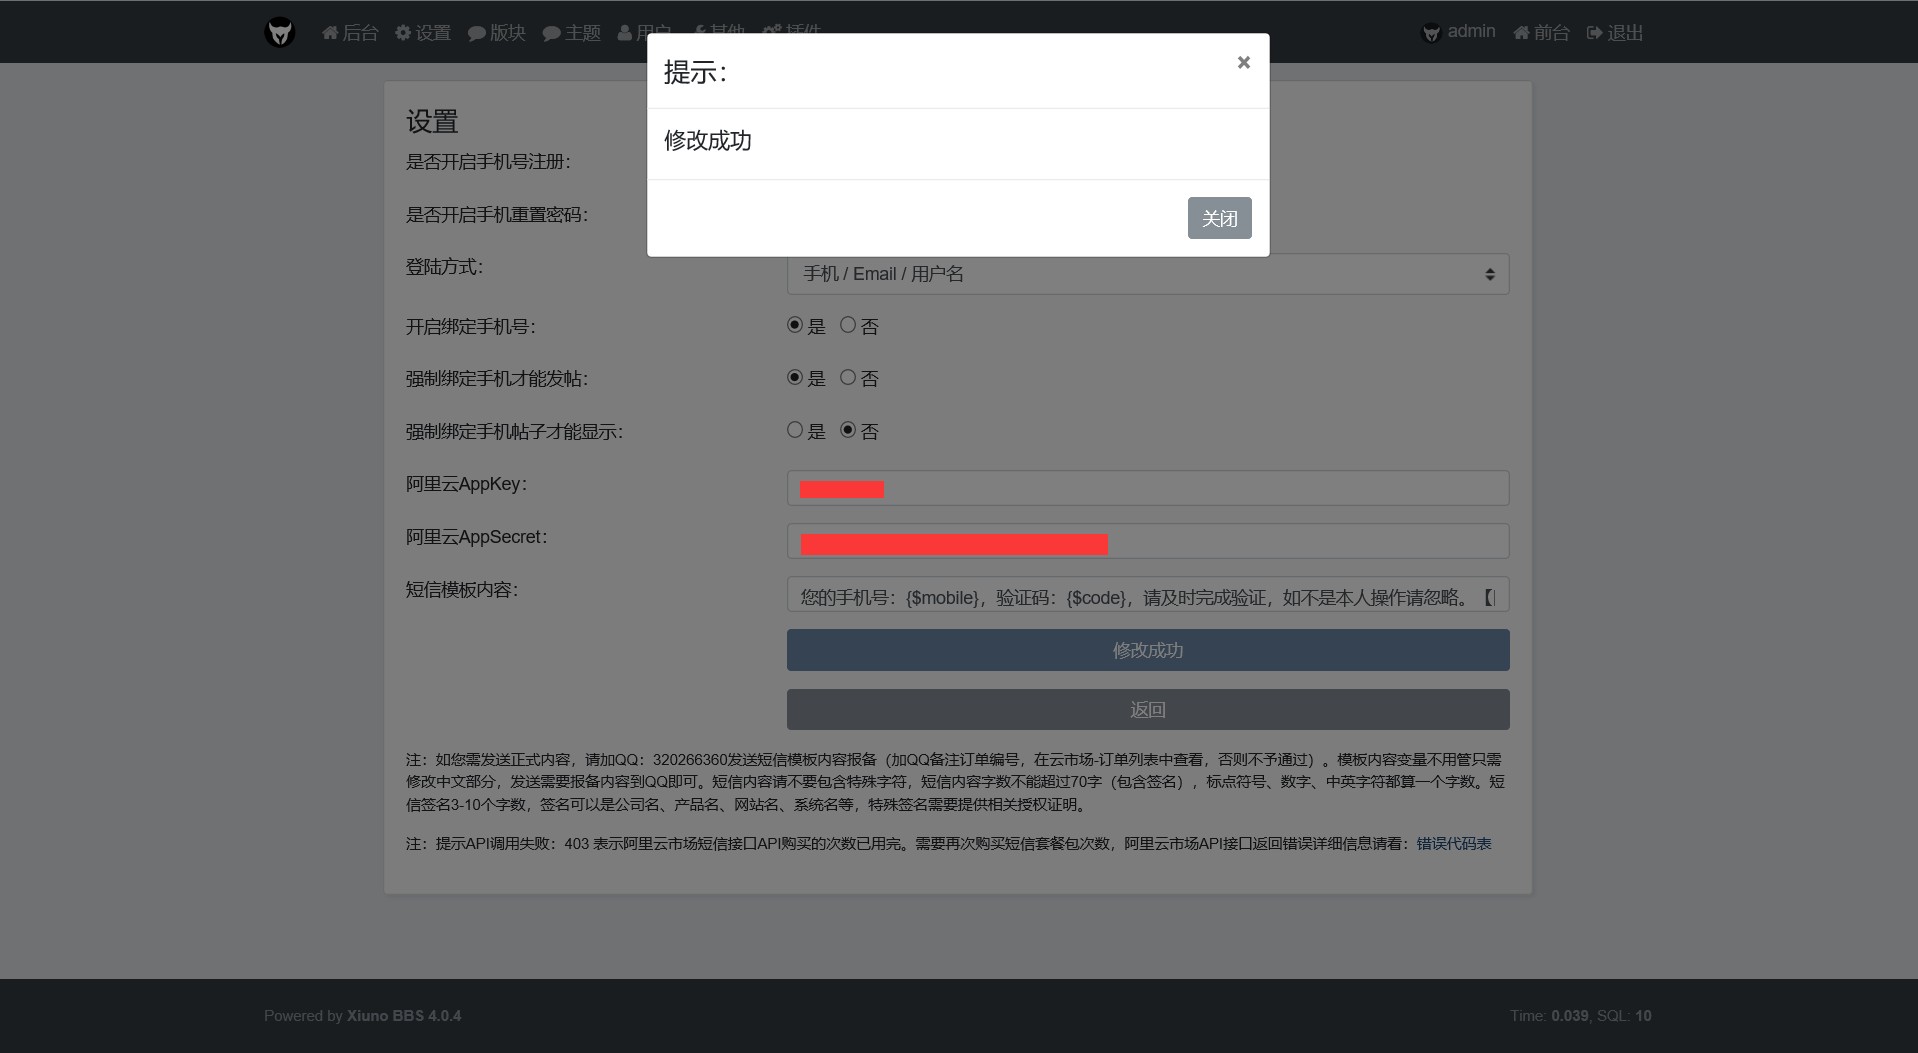 后台 设置 版块 主题 用户 其他 插件 admin 前台 退出
提示：
×
修改成功
关闭
设置
是否开启手机号注册：
是否开启手机重置密码：
登陆方式： 手机 / Email / 用户名
开启绑定手机号： 是 否
强制绑定手机才能发帖： 是 否
强制绑定手机帖子才能显示： 是 否
阿里云AppKey：
阿里云AppSecret：
短信模板内容： 您的手机号：{$mobile}，验证码：{$code}，请及时完成验证，如不是本人操作请忽略。【
修改成功
返回
注：如您需发送正式内容，请加QQ：320266360发送短信模板内容报备（加QQ备注订单编号，在云市场-订单列表中查看，否则不予通过）。模板内容变量不用管只需
修改中文部分，发送需要报备内容到QQ即可。短信内容请不要包含特殊字符，短信内容字数不能超过70字（包含签名），标点符号、数字、中英字符都算一个字数。短
信签名3-10个字数，签名可以是公司名、产品名、网站名、系统名等，特殊签名需要提供相关授权证明。
注：提示API调用失败：403 表示阿里云市场短信接口API购买的次数已用完。需要再次购买短信套餐包次数，阿里云市场API接口返回错误详细信息请看：错误代码表
Powered by Xiuno BBS 4.0.4 Time: 0.039, SQL: 10